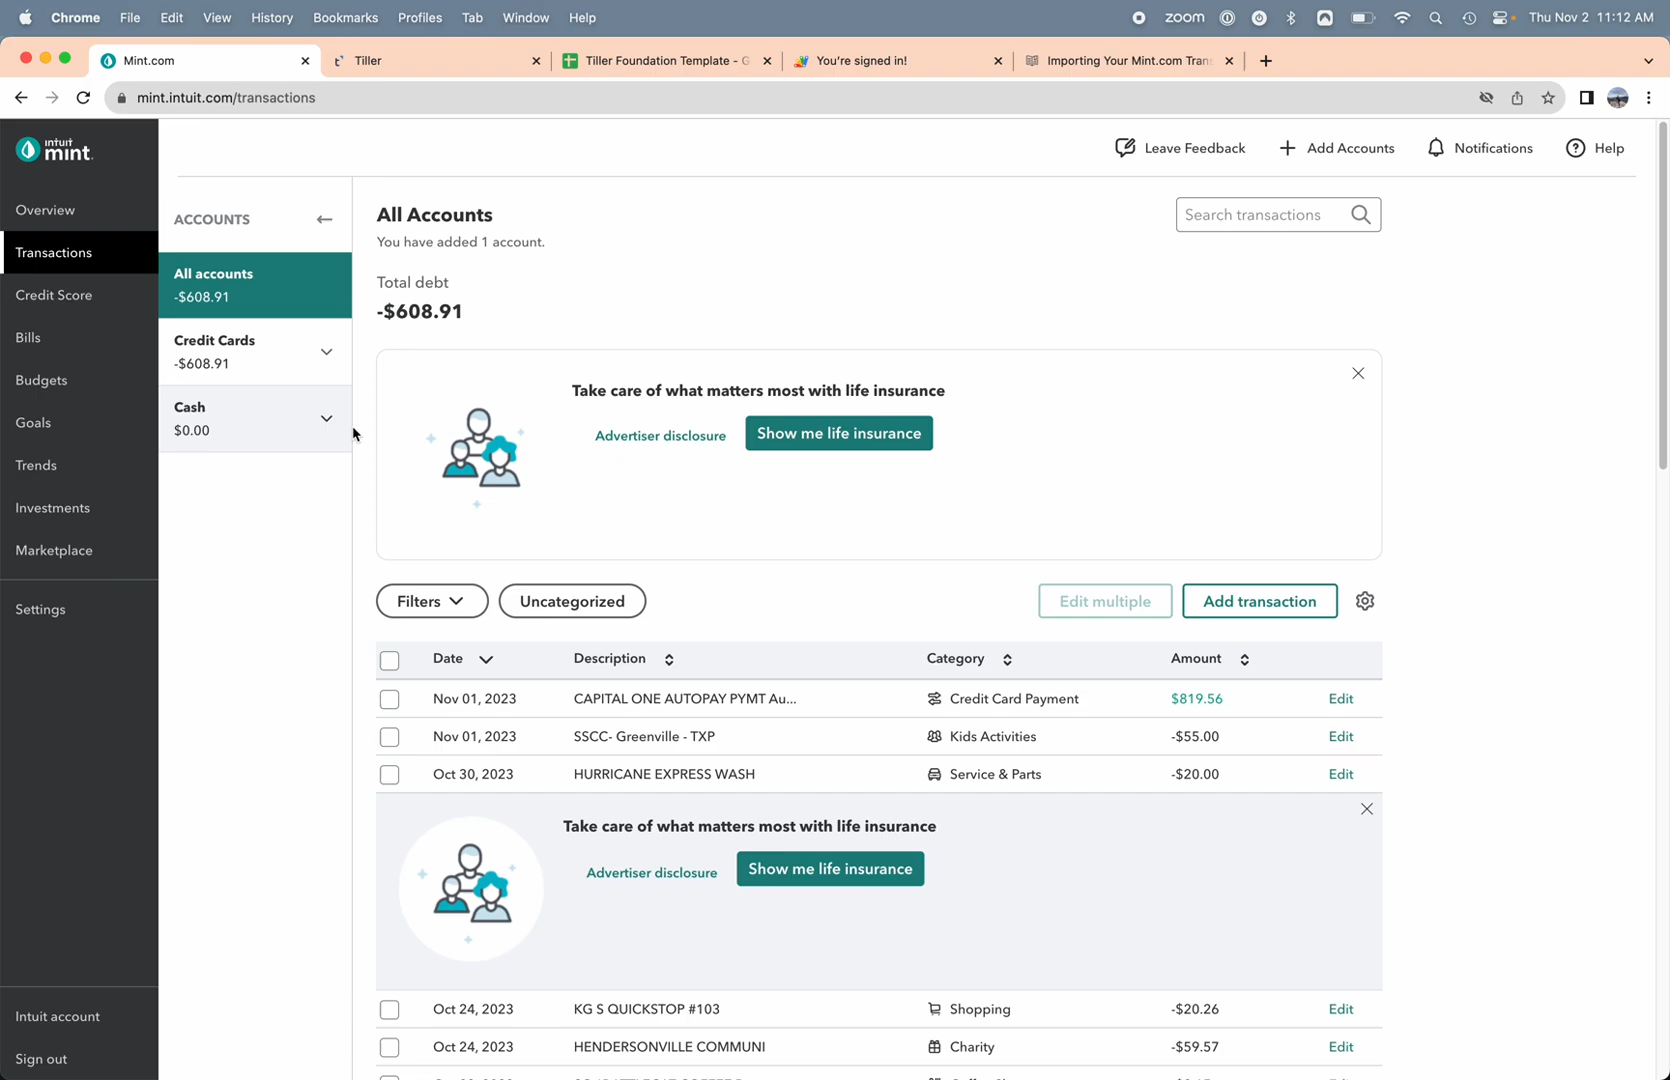 Chrome File Edit View History Bookmarks Profiles Tab Window Help zoom Thu Nov 2 11:12 AM
Mint.com Tiller Tiller Foundation Template - G You're signed in! Importing Your Mint.com Tran
mint.intuit.com/transactions
intuit
mint.
Leave Feedback Add Accounts Notifications Help
Overview
Transactions
Credit Score
Bills
Budgets
Goals
Trends
Investments
Marketplace
Settings
Intuit account
Sign out
ACCOUNTS
All accounts
-$608.91
Credit Cards
-$608.91
Cash
$0.00
All Accounts
You have added 1 account.
Search transactions
Total debt
-$608.91
Take care of what matters most with life insurance
Advertiser disclosure Show me life insurance
Filters Uncategorized Edit multiple Add transaction
Date Description Category Amount
Nov 01, 2023 CAPITAL ONE AUTOPAY PYMT Au... Credit Card Payment $819.56 Edit
Nov 01, 2023 SSCC- Greenville - TXP Kids Activities -$55.00 Edit
Oct 30, 2023 HURRICANE EXPRESS WASH Service & Parts -$20.00 Edit
Take care of what matters most with life insurance
Advertiser disclosure Show me life insurance
Oct 24, 2023 KG S QUICKSTOP #103 Shopping -$20.26 Edit
Oct 24, 2023 HENDERSONVILLE COMMUNI Charity -$59.57 Edit